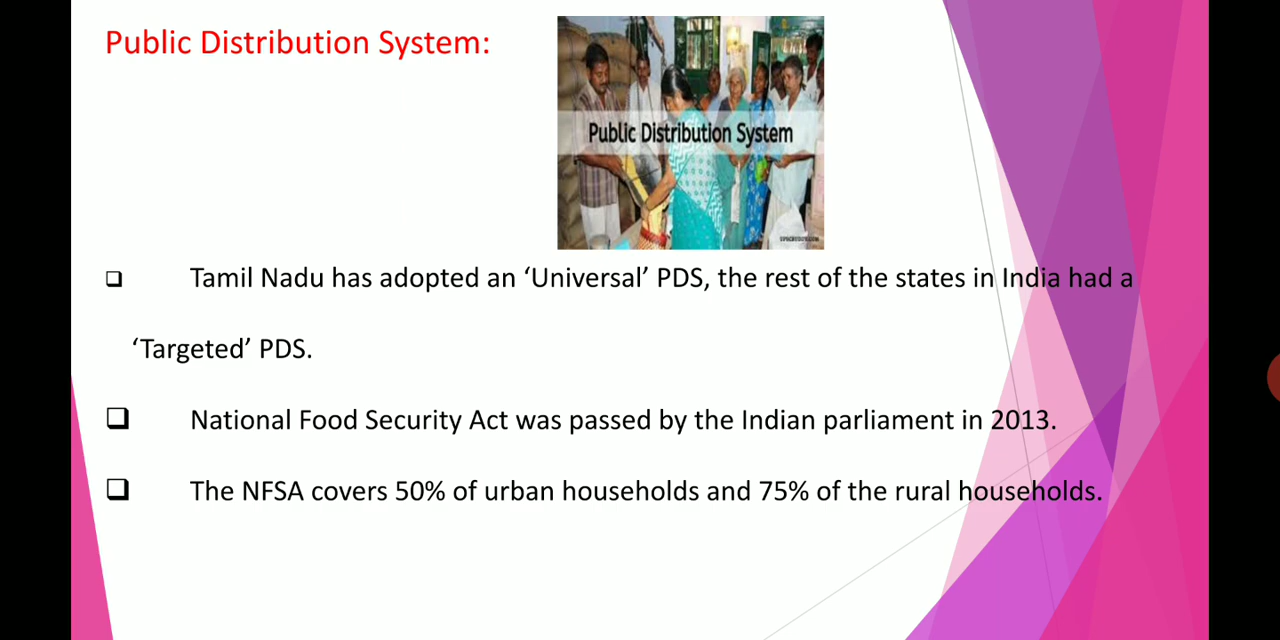 Public Distribution System:
Public Distribution System
Tamil Nadu has adopted an ‘Universal’ PDS, the rest of the states in India had a
‘Targeted’ PDS.
National Food Security Act was passed by the Indian parliament in 2013.
The NFSA covers 50% of urban households and 75% of the rural households.